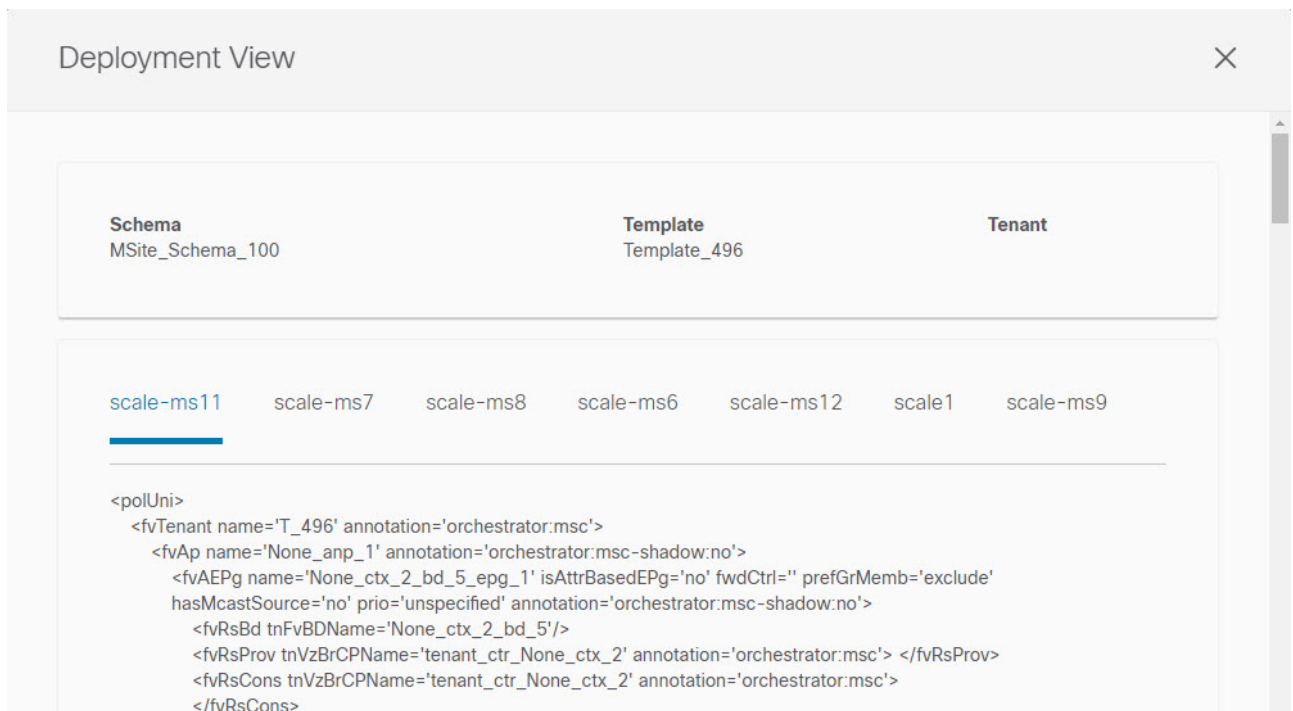 Deployment View
Schema Template Tenant
MSite_Schema_100 Template_496
scale-ms11 scale-ms7 scale-ms8 scale-ms6 scale-ms12 scale1 scale-ms9
<polUni>
<fvTenant name='T_496' annotation='orchestrator:msc'>
<fvAp name='None_anp_1' annotation='orchestrator:msc-shadow:no'>
<fvAEPg name='None_ctx_2_bd_5_epg_1' isAttrBasedEPg='no' fwdCtrl='' prefGrMemb='exclude'
hasMcastSource='no' prio='unspecified' annotation='orchestrator:msc-shadow:no'>
<fvRsBd tnFvBDName='None_ctx_2_bd_5'/>
<fvRsProv tnVzBrCPName='tenant_ctr_None_ctx_2' annotation='orchestrator:msc'> </fvRsProv>
<fvRsCons tnVzBrCPName='tenant_ctr_None_ctx_2' annotation='orchestrator:msc'>
</fvRsCons>